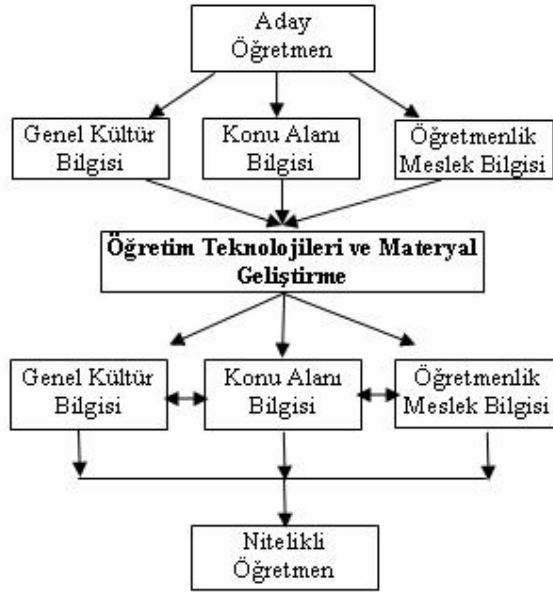 Aday
Öğretmen
Genel Kültür
Bilgisi
Konu Alanı
Bilgisi
Öğretmenlik
Meslek Bilgisi
Öğretim Teknolojileri ve Materyal
Geliştirme
Genel Kültür
Bilgisi
Konu Alanı
Bilgisi
Öğretmenlik
Meslek Bilgisi
Nitelikli
Öğretmen